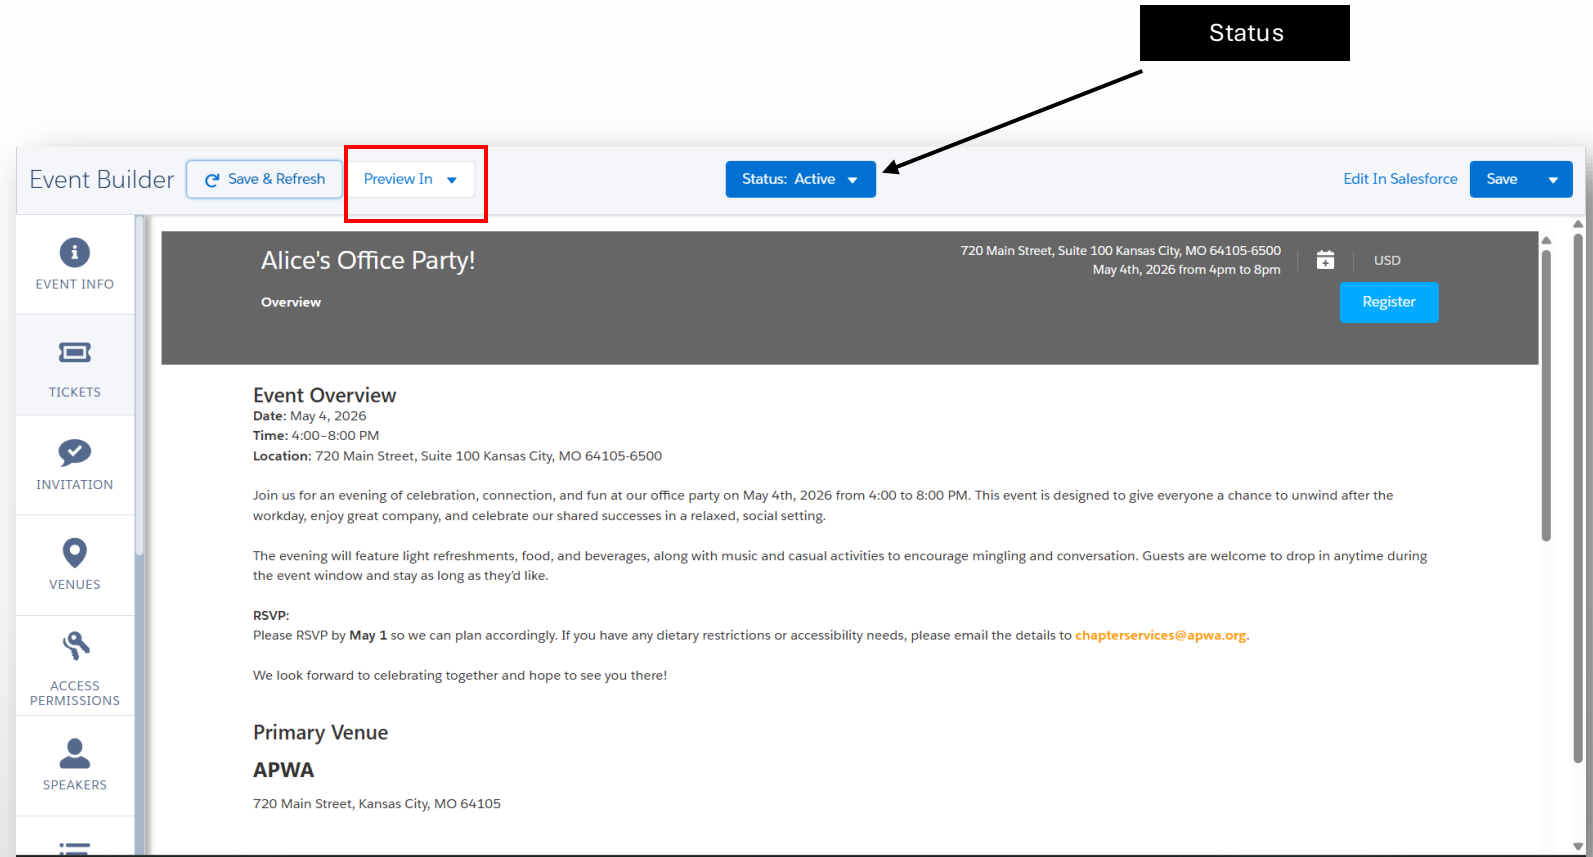 Status
Event Builder
Save & Refresh
Preview In
Status: Active
Edit In Salesforce
Save
EVENT INFO
TICKETS
INVITATION
VENUES
ACCESS
PERMISSIONS
SPEAKERS
Alice's Office Party!
720 Main Street, Suite 100 Kansas City, MO 64105-6500
May 4th, 2026 from 4pm to 8pm
USD
Overview
Register
Event Overview
Date: May 4, 2026
Time: 4:00–8:00 PM
Location: 720 Main Street, Suite 100 Kansas City, MO 64105-6500
Join us for an evening of celebration, connection, and fun at our office party on May 4th, 2026 from 4:00 to 8:00 PM. This event is designed to give everyone a chance to unwind after the
workday, enjoy great company, and celebrate our shared successes in a relaxed, social setting.
The evening will feature light refreshments, food, and beverages, along with music and casual activities to encourage mingling and conversation. Guests are welcome to drop in anytime during
the event window and stay as long as they'd like.
RSVP:
Please RSVP by May 1 so we can plan accordingly. If you have any dietary restrictions or accessibility needs, please email the details to chapterservices@apwa.org.
We look forward to celebrating together and hope to see you there!
Primary Venue
APWA
720 Main Street, Kansas City, MO 64105